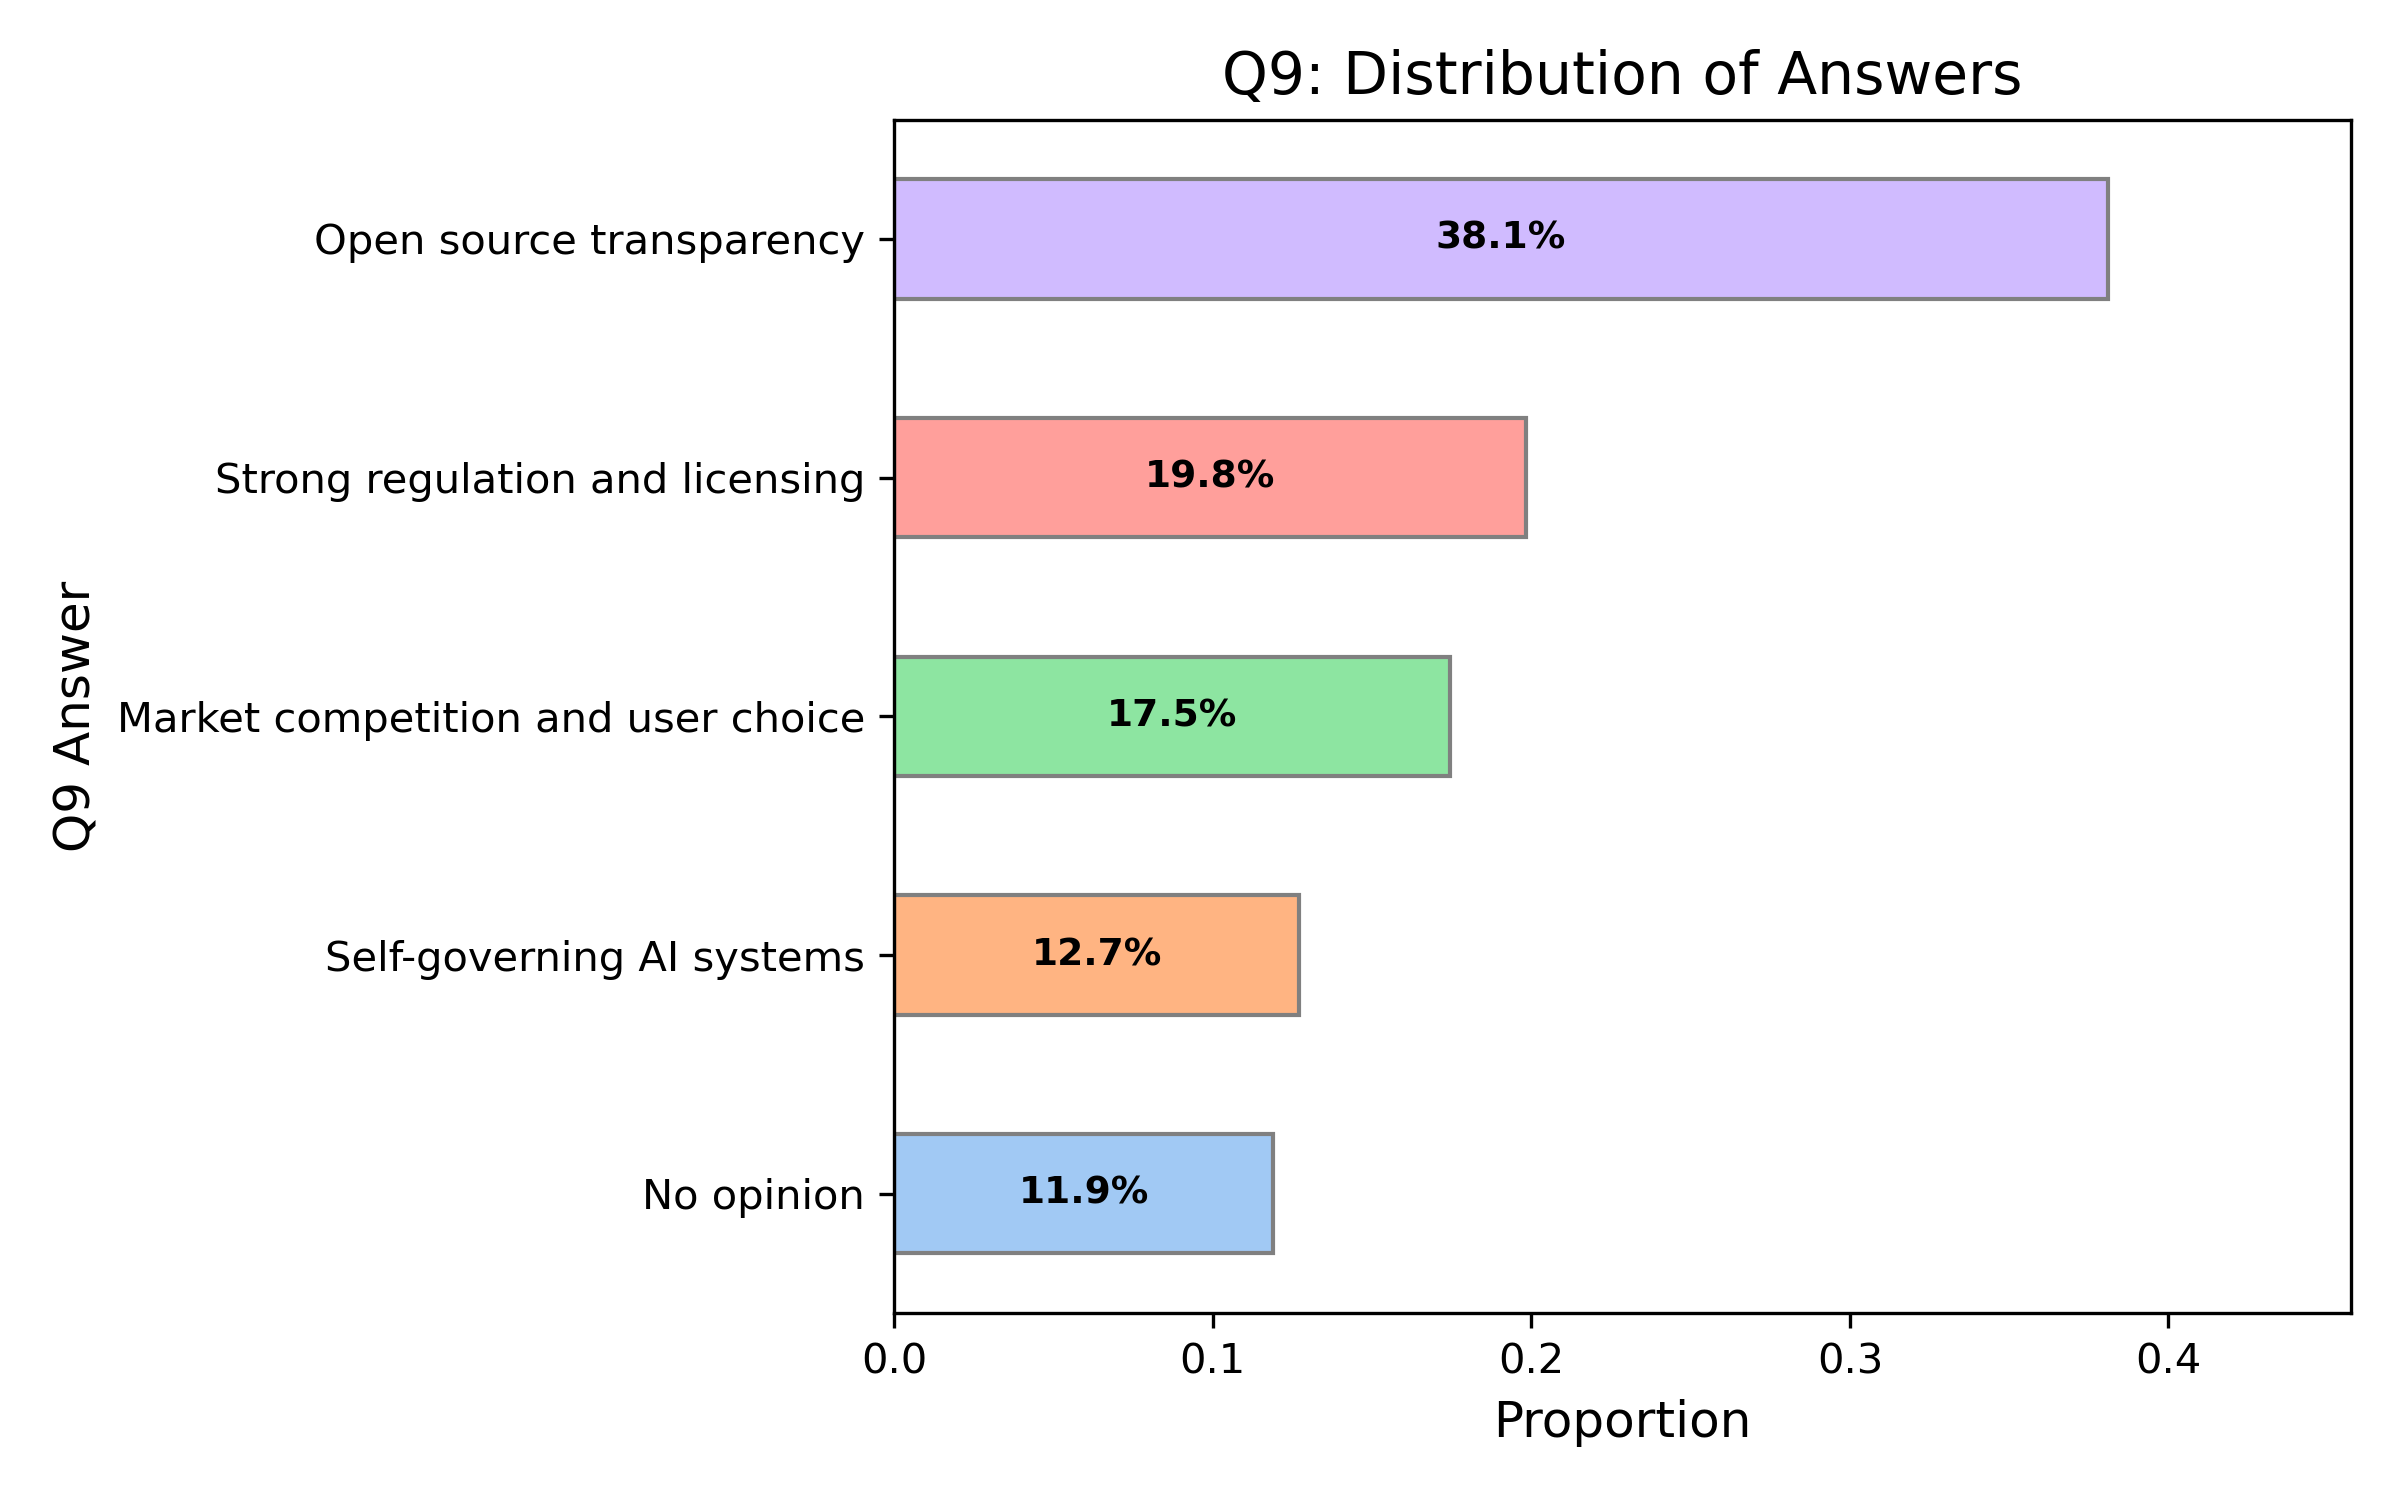 Q9: Distribution of Answers
Open source transparency
38.1%
Strong regulation and licensing
19.8%
Market competition and user choice
17.5%
Self-governing AI systems
12.7%
No opinion
11.9%
Q9 Answer
0.0 0.1 0.2 0.3 0.4
Proportion